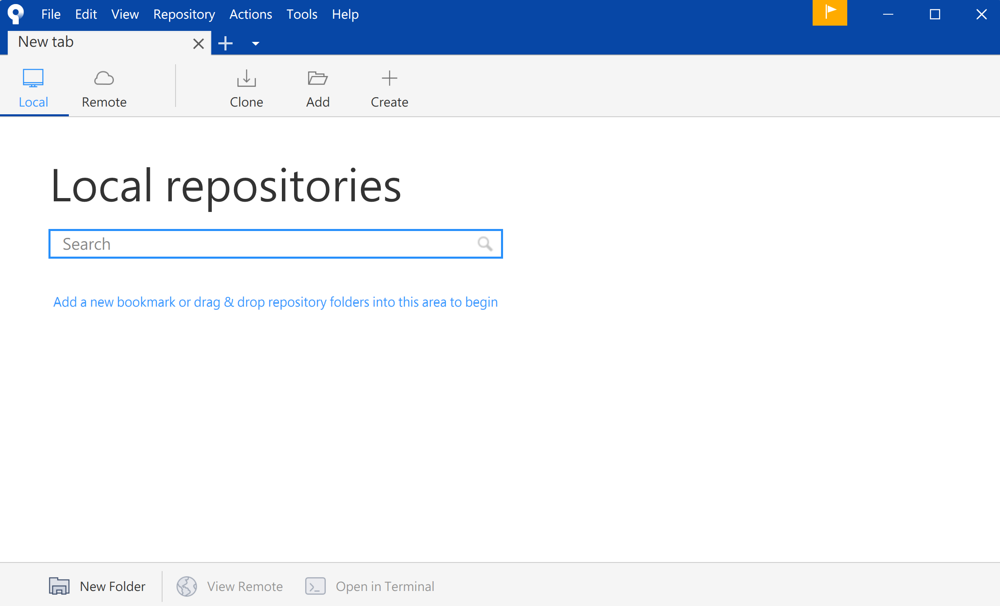 File Edit View Repository Actions Tools Help
New tab
Local Remote Clone Add Create
Local repositories
Search
Add a new bookmark or drag & drop repository folders into this area to begin
New Folder View Remote Open in Terminal